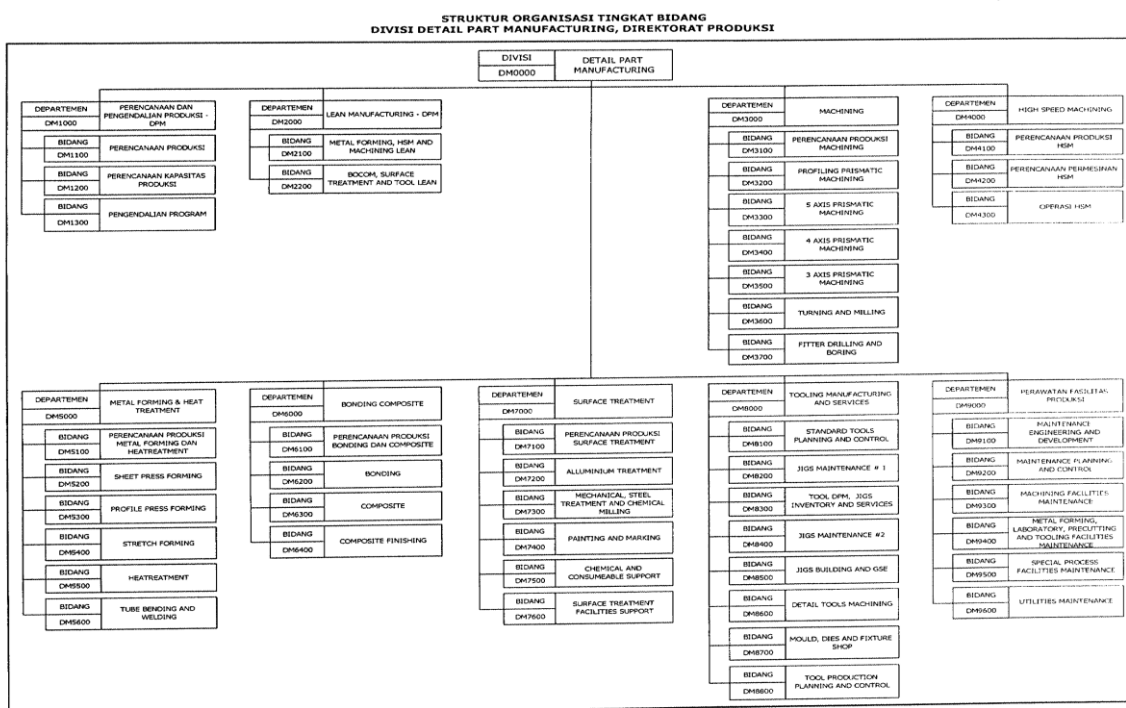 STRUKTUR ORGANISASI TINGKAT BIDANG
DIVISI DETAIL PART MANUFACTURING, DIREKTORAT PRODUKSI
DIVISI
DM0000
DETAIL PART
MANUFACTURING
DEPARTEMEN
DM1000
PERENCANAAN DAN
PENGENDALIAN PRODUKSI -
DPM
BIDANG
DM1100
PERENCANAAN PRODUKSI
BIDANG
DM1200
PERENCANAAN KAPASITAS
PRODUKSI
BIDANG
DM1300
PENGENDALIAN PROGRAM
DEPARTEMEN
DM2000
LEAN MANUFACTURING - DPM
BIDANG
DM2100
METAL FORMING, HSM AND
MACHINING LEAN
BIDANG
DM2200
BOCOM, SURFACE
TREATMENT AND TOOL LEAN
DEPARTEMEN
DM3000
MACHINING
BIDANG
DM3100
PERENCANAAN PRODUKSI
MACHINING
BIDANG
DM3200
PROFILING PRISMATIC
MACHINING
BIDANG
DM3300
5 AXIS PRISMATIC
MACHINING
BIDANG
DM3400
4 AXIS PRISMATIC
MACHINING
BIDANG
DM3500
3 AXIS PRISMATIC
MACHINING
BIDANG
DM3600
TURNING AND MILLING
BIDANG
DM3700
FITTER DRILLING AND
BORING
DEPARTEMEN
DM4000
HIGH SPEED MACHINING
BIDANG
DM4100
PERENCANAAN PRODUKSI
HSM
BIDANG
DM4200
PERENCANAAN PERMESINAN
HSM
BIDANG
DM4300
OPERASI HSM
DEPARTEMEN
DM5000
METAL FORMING & HEAT
TREATMENT
BIDANG
DM5100
PERENCANAAN PRODUKSI
METAL FORMING DAN
HEATREATMENT
BIDANG
DM5200
SHEET PRESS FORMING
BIDANG
DM5300
PROFILE PRESS FORMING
BIDANG
DM5400
STRETCH FORMING
BIDANG
DM5500
HEATREATMENT
BIDANG
DM5600
TUBE BENDING AND
WELDING
DEPARTEMEN
DM6000
BONDING COMPOSITE
BIDANG
DM6100
PERENCANAAN PRODUKSI
BONDING DAN COMPOSITE
BIDANG
DM6200
BONDING
BIDANG
DM6300
COMPOSITE
BIDANG
DM6400
COMPOSITE FINISHING
DEPARTEMEN
DM7000
SURFACE TREATMENT
BIDANG
DM7100
PERENCANAAN PRODUKSI
SURFACE TREATMENT
BIDANG
DM7200
ALLUMINIUM TREATMENT
BIDANG
DM7300
MECHANICAL, STEEL
TREATMENT AND CHEMICAL
MILLING
BIDANG
DM7400
PAINTING AND MARKING
BIDANG
DM7500
CHEMICAL AND
CONSUMEABLE SUPPORT
BIDANG
DM7600
SURFACE TREATMENT
FACILITIES SUPPORT
DEPARTEMEN
DM8000
TOOLING MANUFACTURING
AND SERVICES
BIDANG
DM8100
STANDARD TOOLS
PLANNING AND CONTROL
BIDANG
DM8200
JIGS MAINTENANCE # 1
BIDANG
DM8300
TOOL DPM, JIGS
INVENTORY AND SERVICES
BIDANG
DM8400
JIGS MAINTENANCE #2
BIDANG
DM8500
JIGS BUILDING AND GSE
BIDANG
DM8600
DETAIL TOOLS MACHINING
BIDANG
DM8700
MOULD, DIES AND FIXTURE
SHOP
BIDANG
DM8800
TOOL PRODUCTION
PLANNING AND CONTROL
DEPARTEMEN
DM9000
PERAWATAN FASILITAS
PRODUKSI
BIDANG
DM9100
MAINTENANCE
ENGINEERING AND
DEVELOPMENT
BIDANG
DM9200
MAINTENANCE PLANNING
AND CONTROL
BIDANG
DM9300
MACHINING FACILITIES
MAINTENANCE
BIDANG
DM9400
METAL FORMING,
LABORATORY, PRECUTTING
AND TOOLING FACILITIES
MAINTENANCE
BIDANG
DM9500
SPECIAL PROCESS
FACILITIES MAINTENANCE
BIDANG
DM9600
UTILITIES MAINTENANCE